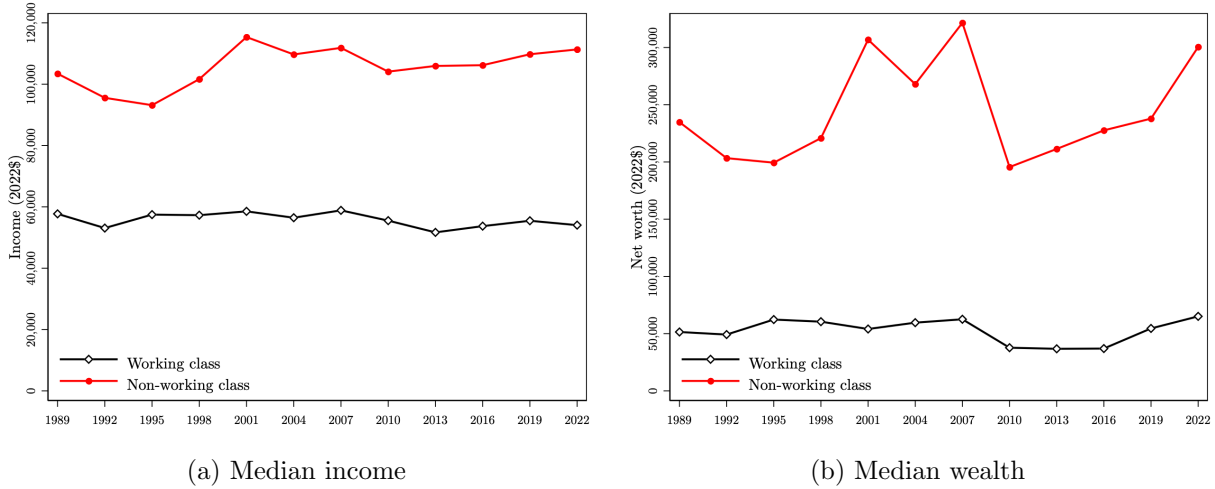 Income (2022$)
120,000
100,000
80,000
60,000
40,000
20,000
0
Working class
Non-working class
1989 1992 1995 1998 2001 2004 2007 2010 2013 2016 2019 2022
(a) Median income
Net worth (2022$)
300,000
250,000
200,000
150,000
100,000
50,000
0
Working class
Non-working class
1989 1992 1995 1998 2001 2004 2007 2010 2013 2016 2019 2022
(b) Median wealth